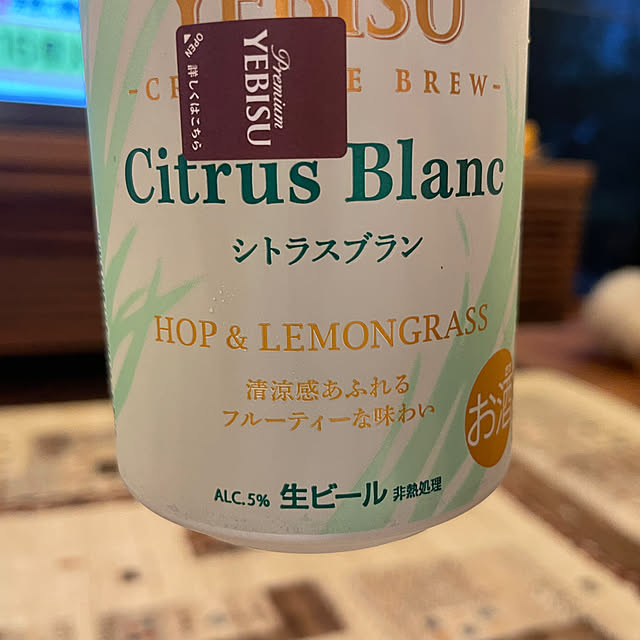 YEBISU
BREW-
OPEN
詳しくはこちら
Premium
YEBISU
Citrus Blanc
シトラスブラン
HOP & LEMONGRASS
清涼感あふれる
フルーティーな味わい
お酒
ALC.5% 生ビール 非熱処理